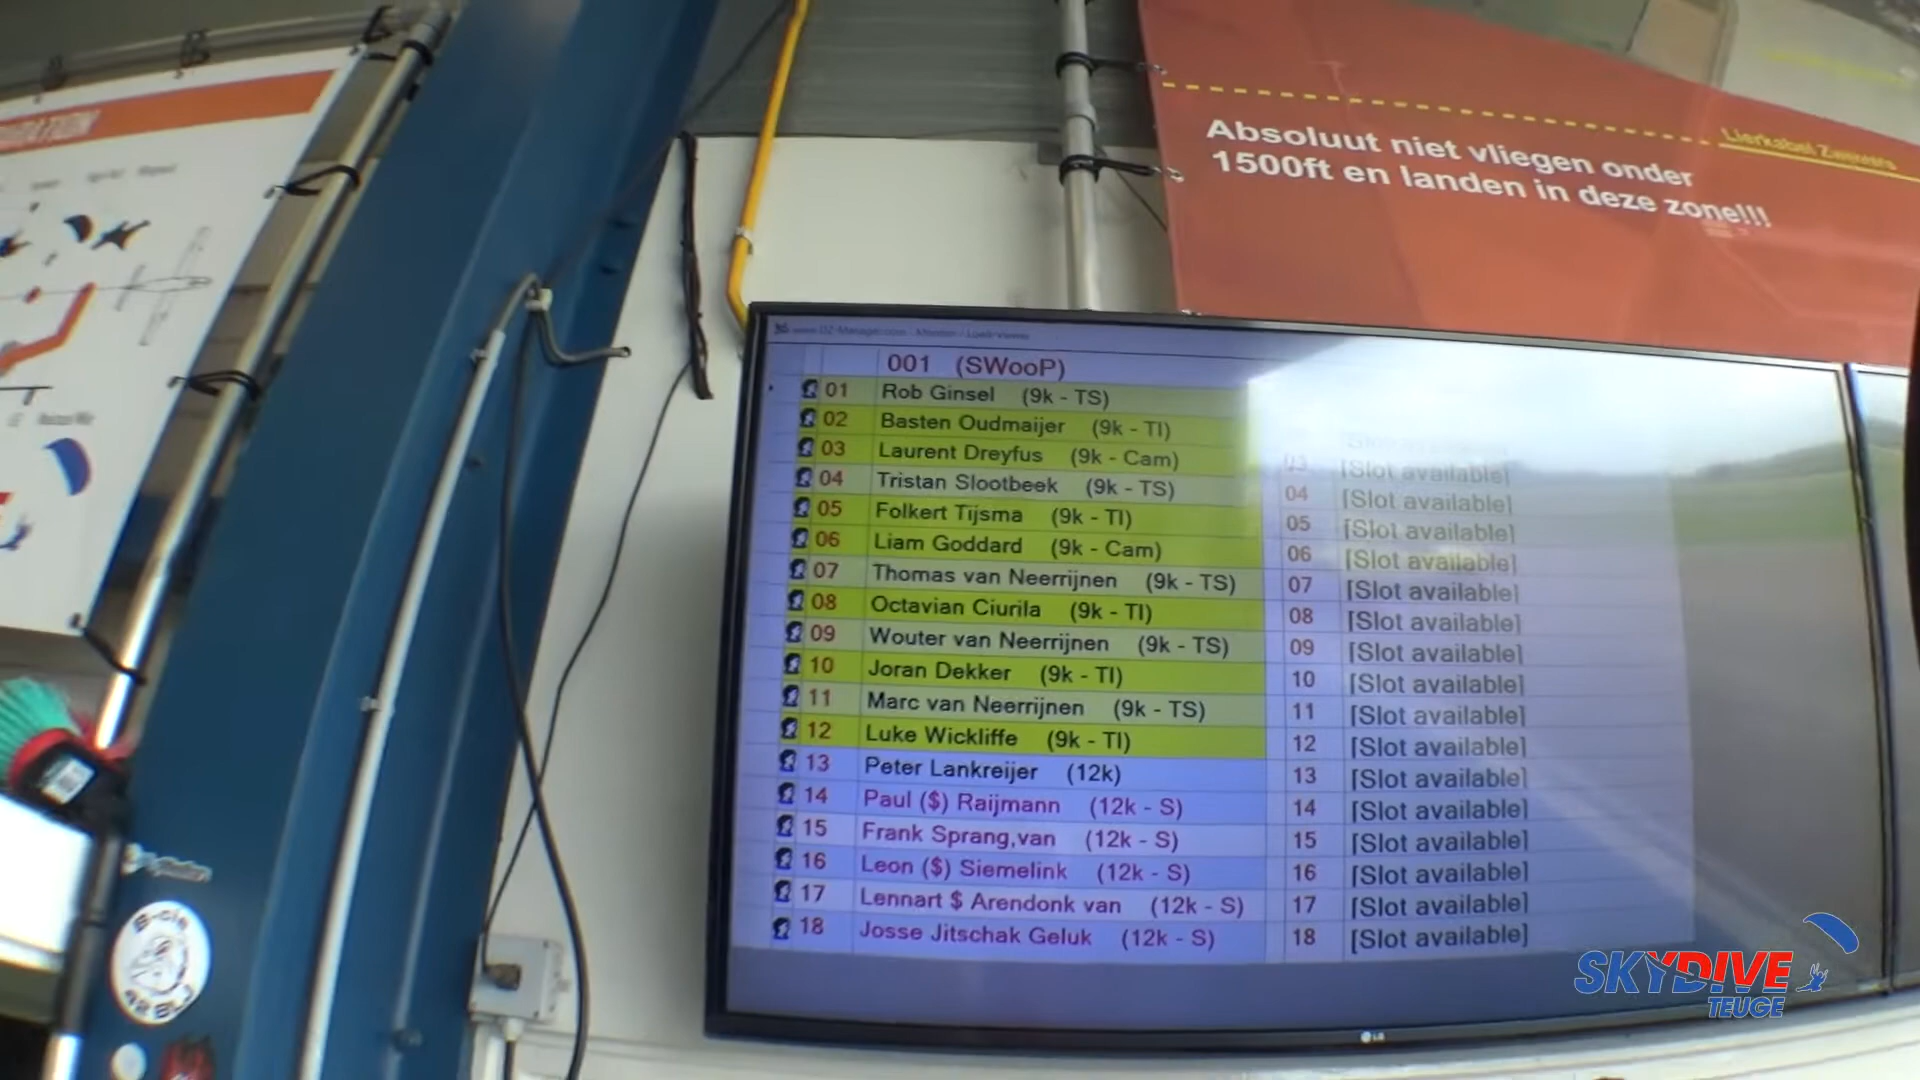 Absoluut niet vliegen onder
1500ft en landen in deze zone!!!
Lierkabel
001 (SWooP)
01 Rob Ginsel (9k - TS)
02 Basten Oudmaijer (9k - TI)
03 Laurent Dreyfus (9k - Cam)
04 Tristan Slootbeek (9k - TS)
05 Folkert Tijsma (9k - TI)
06 Liam Goddard (9k - Cam)
07 Thomas van Neerrijnen (9k - TS)
08 Octavian Ciurila (9k - TI)
09 Wouter van Neerrijnen (9k - TS)
10 Joran Dekker (9k - TI)
11 Marc van Neerrijnen (9k - TS)
12 Luke Wickliffe (9k - TI)
13 Peter Lankreijer (12k)
14 Paul ($) Raijmann (12k - S)
15 Frank Sprang,van (12k - S)
16 Leon ($) Siemelink (12k - S)
17 Lennart $ Arendonk van (12k - S)
18 Josse Jitschak Geluk (12k - S)
[Slot available]
03 [Slot available]
04 [Slot available]
05 [Slot available]
06 [Slot available]
07 [Slot available]
08 [Slot available]
09 [Slot available]
10 [Slot available]
11 [Slot available]
12 [Slot available]
13 [Slot available]
14 [Slot available]
15 [Slot available]
16 [Slot available]
17 [Slot available]
18 [Slot available]
LG
SKYDIVE
TEUGE